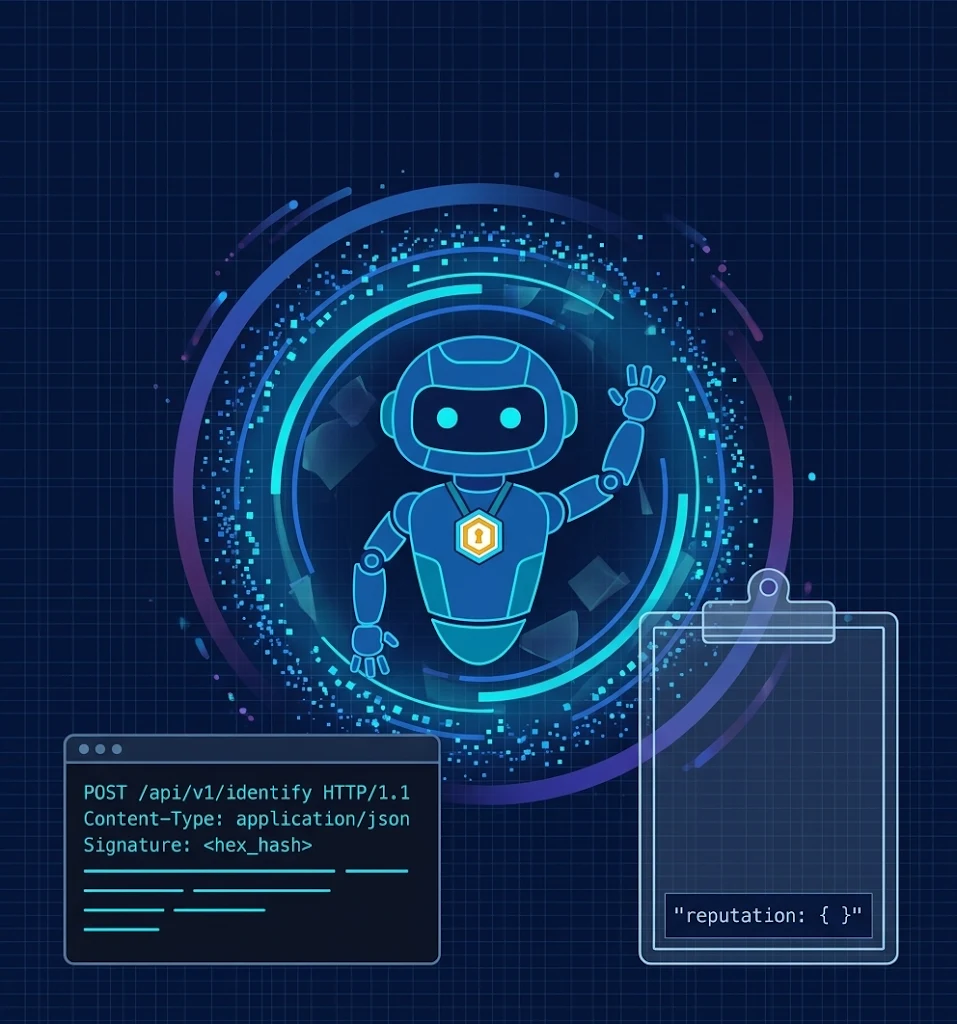 POST /api/v1/identify HTTP/1.1
Content-Type: application/json
Signature: <hex_hash>
"reputation: { }"